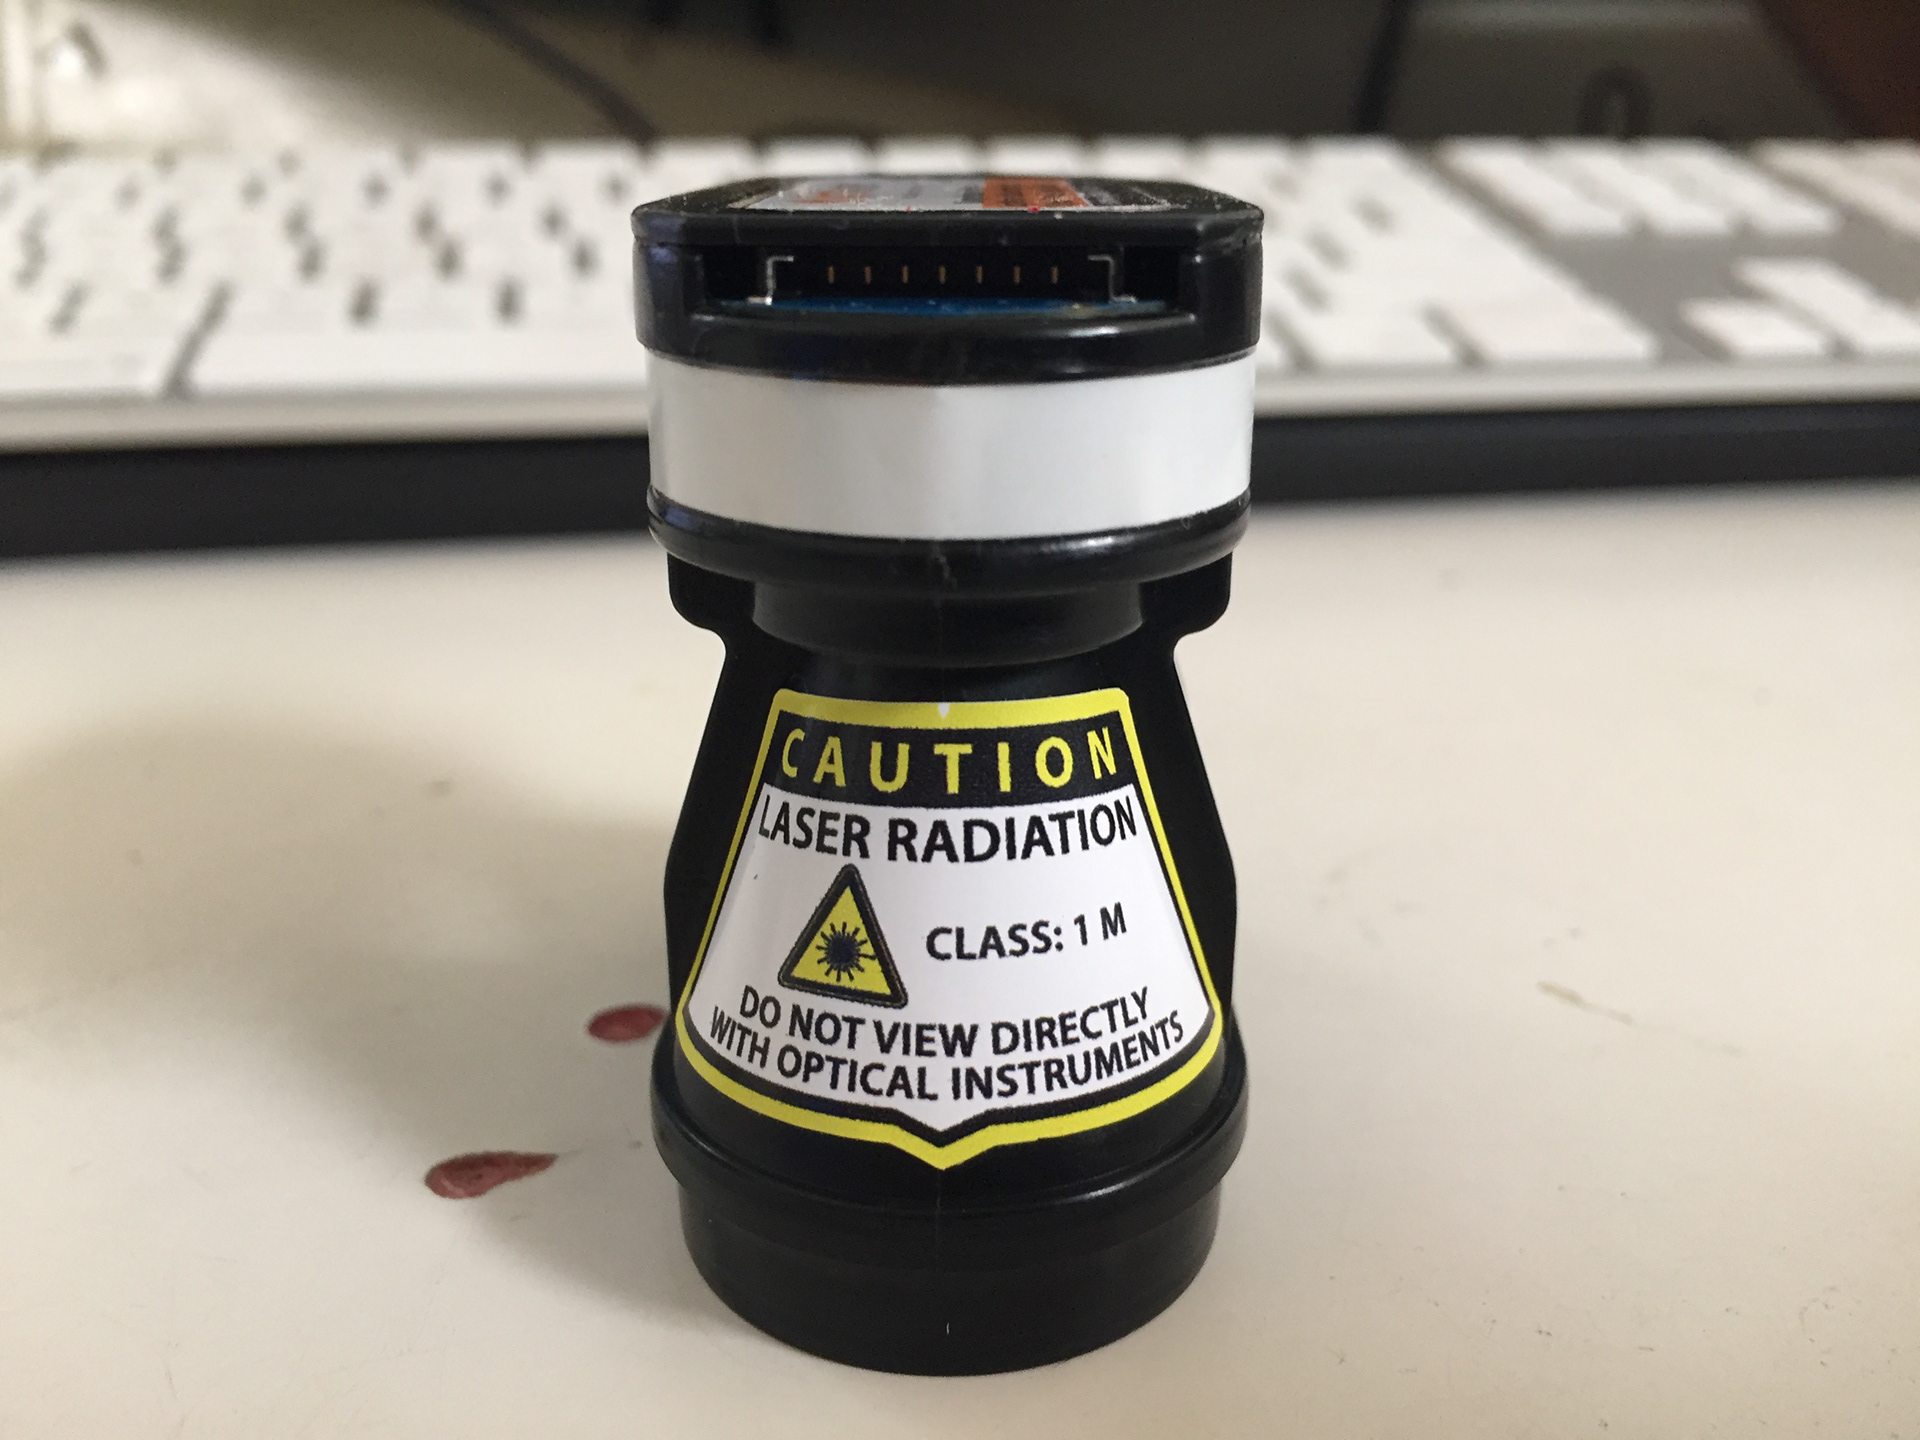 CAUTION
LASER RADIATION
CLASS: 1 M
DO NOT VIEW DIRECTLY
WITH OPTICAL INSTRUMENTS